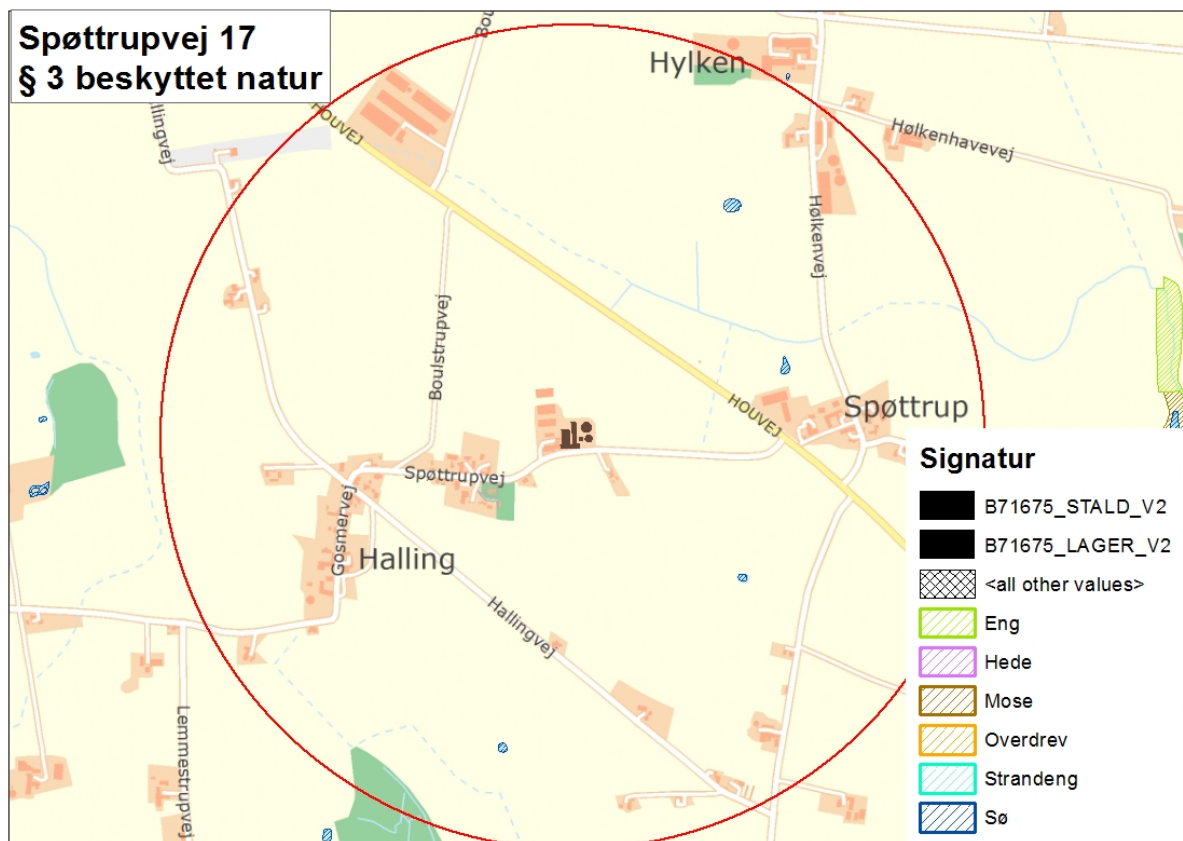 Spøttrupvej 17
§ 3 beskyttet natur
Hylken
HOUVEJ
Hølkenhavevej
Hølkenvej
Boulstrupvej
HOUVEJ
Spøttrup
Spøttrupvej
Gosmervej
Halling
Hallingvej
Lemmestrupvej
Signatur
B71675_STALD_V2
B71675_LAGER_V2
<all other values>
Eng
Hede
Mose
Overdrev
Strandeng
Sø